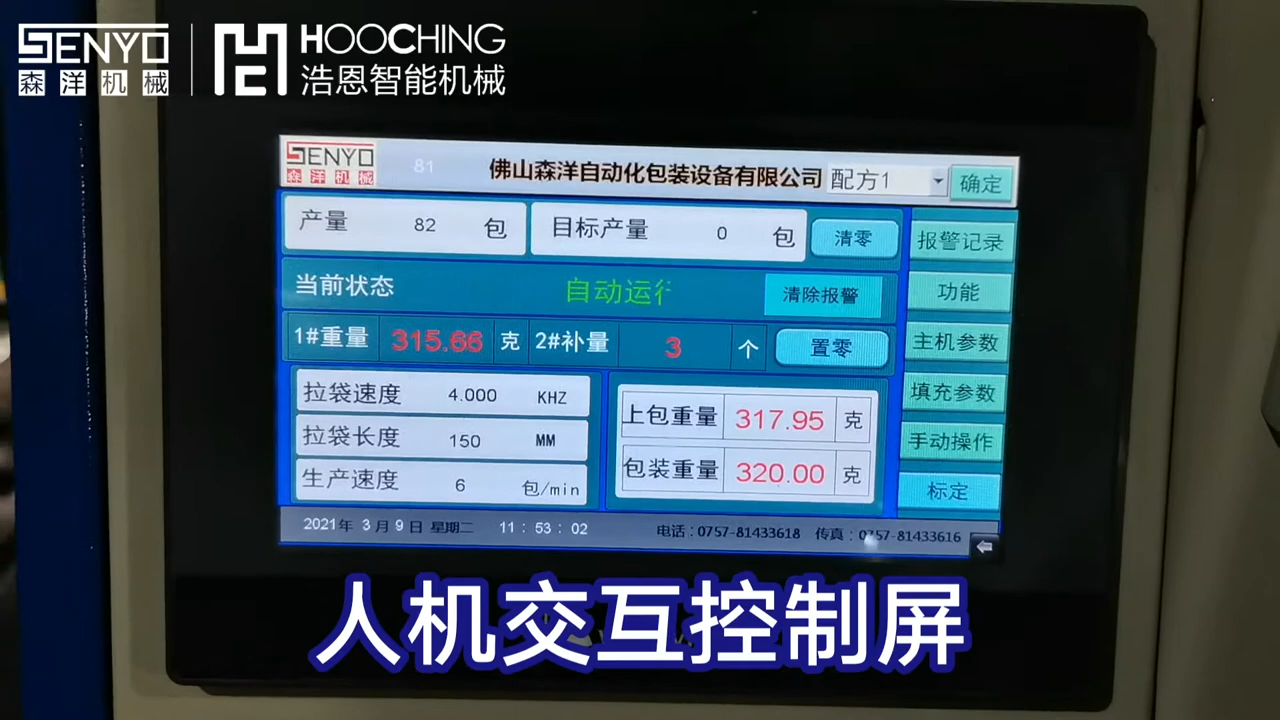 SENYO
森洋机械
HOOCHING
浩恩智能机械
SENYO
森洋机械
81 佛山森洋自动化包装设备有限公司 配方1 确定
产量 82 包 目标产量 0 包 清零 报警记录
当前状态 自动运行 清除报警 功能
1#重量 315.66 克 2#补量 3 个 置零 主机参数
拉袋速度 4.000 KHZ 上包重量 317.95 克 填充参数
拉袋长度 150 MM 手动操作
生产速度 6 包/min 包装重量 320.00 克 标定
2021年 3月 9日 星期二 11:53:02 电话:0757-81433618 传真:0757-81433616
人机交互控制屏